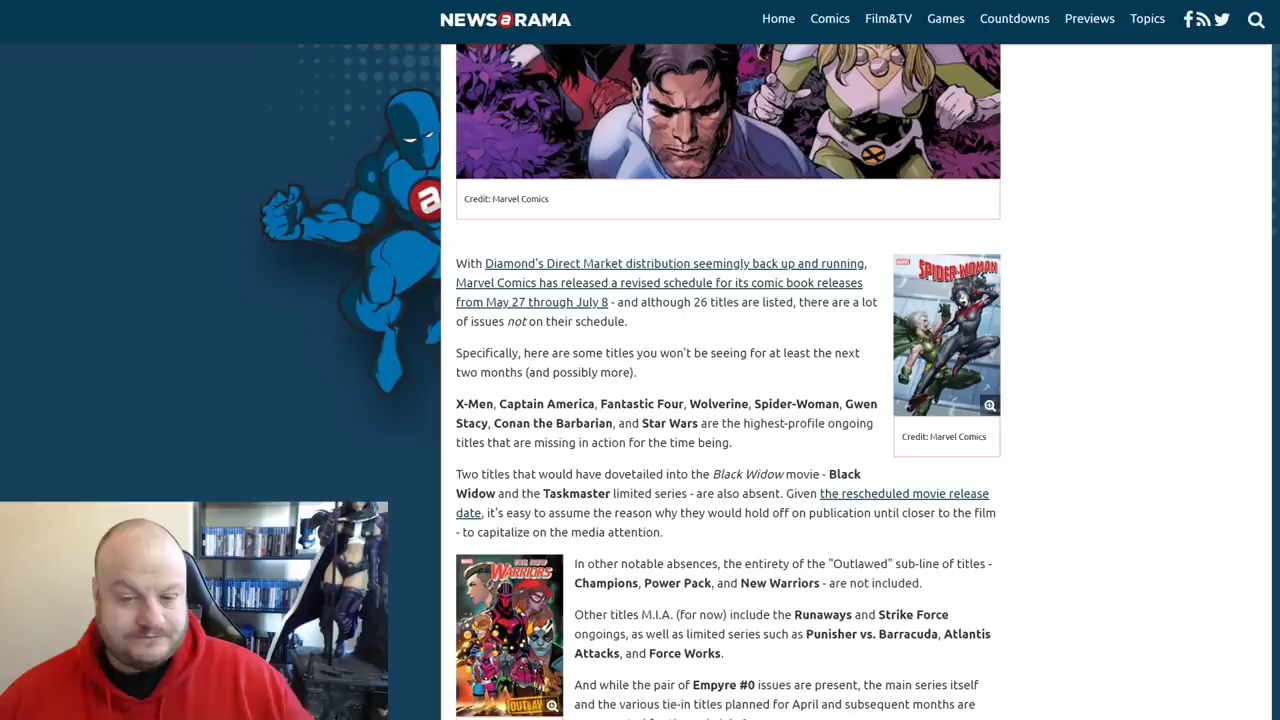 NEWSaRAMA
Home Comics Film&TV Games Countdowns Previews Topics
a
Credit: Marvel Comics
With Diamond's Direct Market distribution seemingly back up and running,
Marvel Comics has released a revised schedule for its comic book releases
from May 27 through July 8 - and although 26 titles are listed, there are a lot
of issues not on their schedule.
MARVEL
SPIDER-WOMAN
Credit: Marvel Comics
Specifically, here are some titles you won't be seeing for at least the next
two months (and possibly more).
X-Men, Captain America, Fantastic Four, Wolverine, Spider-Woman, Gwen
Stacy, Conan the Barbarian, and Star Wars are the highest-profile ongoing
titles that are missing in action for the time being.
Two titles that would have dovetailed into the Black Widow movie - Black
Widow and the Taskmaster limited series - are also absent. Given the rescheduled movie release
date, it's easy to assume the reason why they would hold off on publication until closer to the film
- to capitalize on the media attention.
THE NEW
WARRIORS
OUTLAW
In other notable absences, the entirety of the "Outlawed" sub-line of titles -
Champions, Power Pack, and New Warriors - are not included.
Other titles M.I.A. (for now) include the Runaways and Strike Force
ongoings, as well as limited series such as Punisher vs. Barracuda, Atlantis
Attacks, and Force Works.
And while the pair of Empyre #0 issues are present, the main series itself
and the various tie-in titles planned for April and subsequent months are